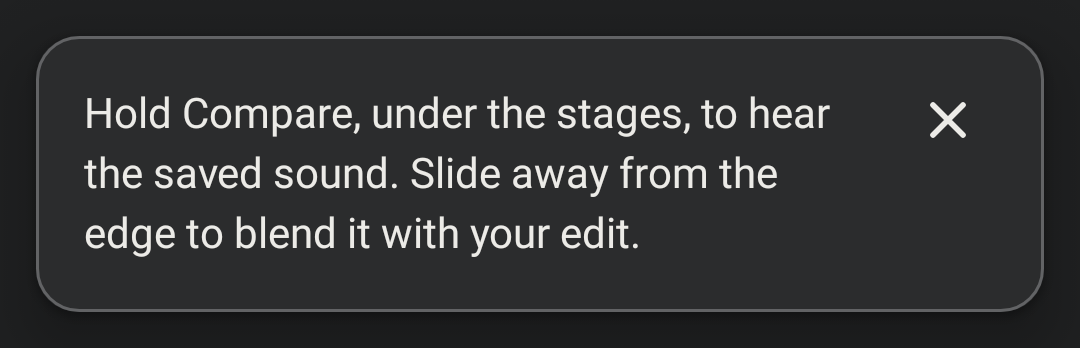 Hold Compare, under the stages, to hear
the saved sound. Slide away from the
edge to blend it with your edit.